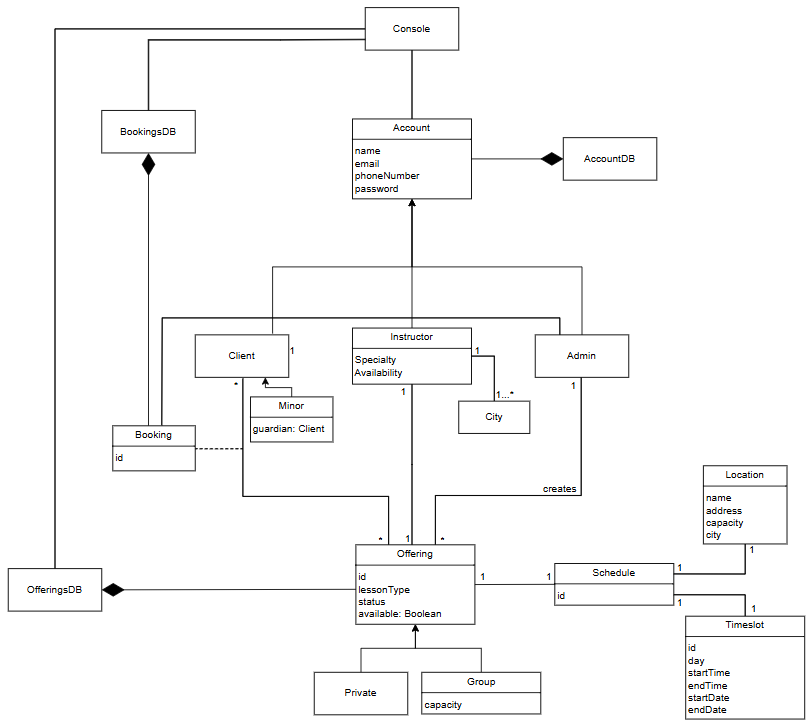 Console
BookingsDB
Account
name
email
phoneNumber
password
AccountDB
Client
1
*
Instructor
Specialty
Availability
1
1
1...*
City
Admin
1
Minor
guardian: Client
Booking
id
creates
*
1
*
Offering
id
lessonType
status
available: Boolean
OfferingsDB
1
1
Schedule
id
1
1
Location
name
address
capacity
city
1
1
Timeslot
id
day
startTime
endTime
startDate
endDate
Private
Group
capacity